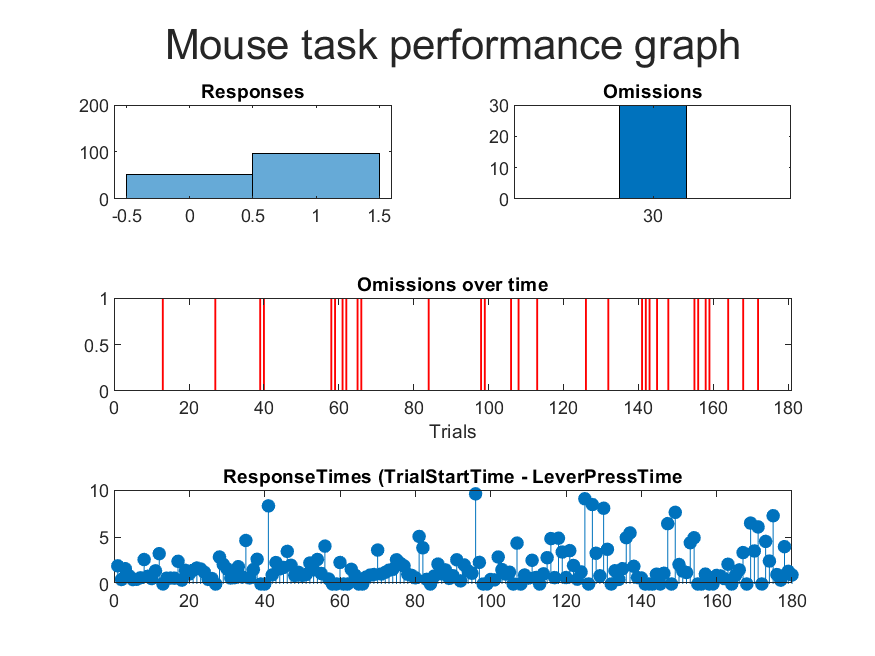 Mouse task performance graph
Responses
200
100
0
-0.5 0 0.5 1 1.5
Omissions
30
20
10
0
30
Omissions over time
1
0.5
0
0 20 40 60 80 100 120 140 160 180
Trials
ResponseTimes (TrialStartTime - LeverPressTime
10
5
0
0 20 40 60 80 100 120 140 160 180